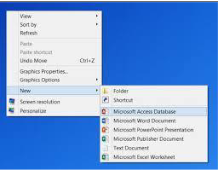 View
Sort by
Refresh
Paste
Paste shortcut
Undo Move Ctrl+Z
Graphics Properties...
Graphics Options
New
Screen resolution
Personalize
Folder
Shortcut
Microsoft Access Database
Microsoft Word Document
Microsoft PowerPoint Presentation
Microsoft Publisher Document
Text Document
Microsoft Excel Worksheet